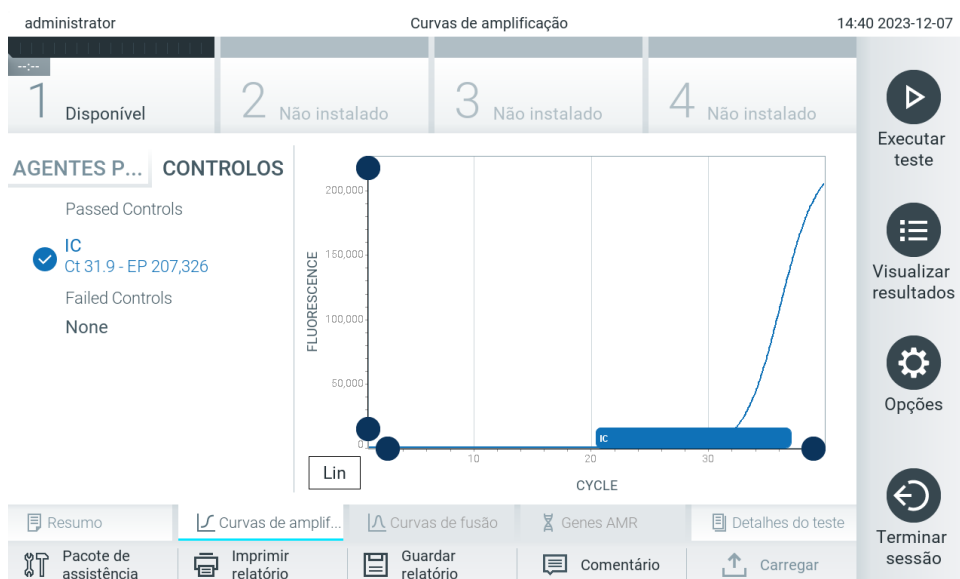 administrator
Curvas de amplificação
14:40 2023-12-07
--:--
1 Disponível
2 Não instalado
3 Não instalado
4 Não instalado
Executar
teste
AGENTES P...
CONTROLOS
Passed Controls
IC
Ct 31.9 - EP 207,326
Failed Controls
None
FLUORESCENCE
200,000
150,000
100,000
50,000
0
IC
10
20
30
CYCLE
Lin
Visualizar
resultados
Opções
Terminar
sessão
Resumo
Curvas de amplif...
Curvas de fusão
Genes AMR
Detalhes do teste
Pacote de
assistência
Imprimir
relatório
Guardar
relatório
Comentário
Carregar